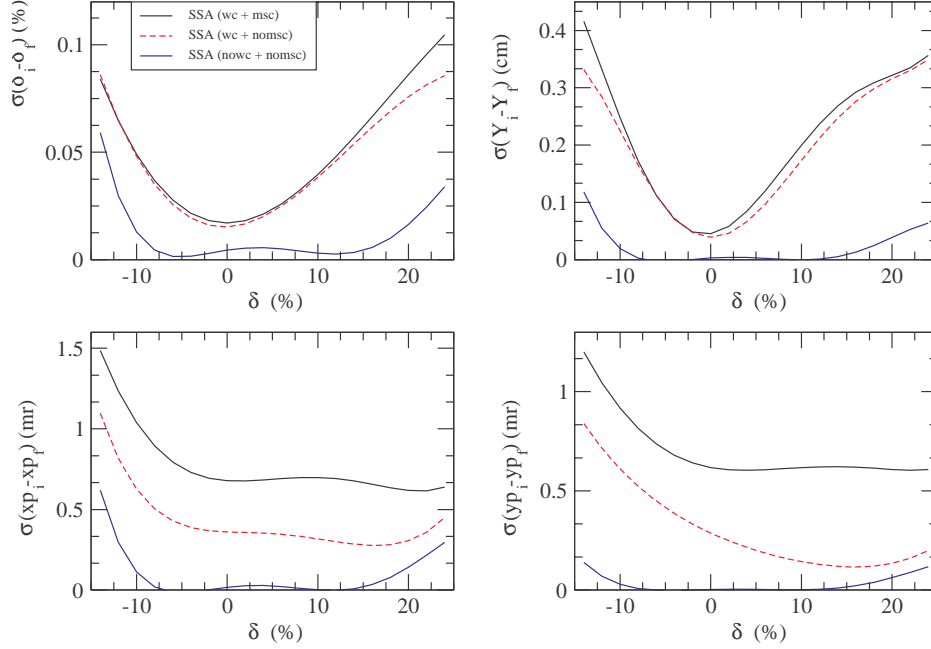 σ(δ_i-δ_f) (%)
0.1
0.05
0
-10 0 10 20
δ (%)
SSA (wc + msc)
SSA (wc + nomsc)
SSA (nowc + nomsc)
σ(Y_i-Y_f) (cm)
0.4
0.3
0.2
0.1
0
-10 0 10 20
δ (%)
σ(xp_i-xp_f) (mr)
1.5
1
0.5
0
-10 0 10 20
δ (%)
σ(yp_i-yp_f) (mr)
1
0.5
0
-10 0 10 20
δ (%)